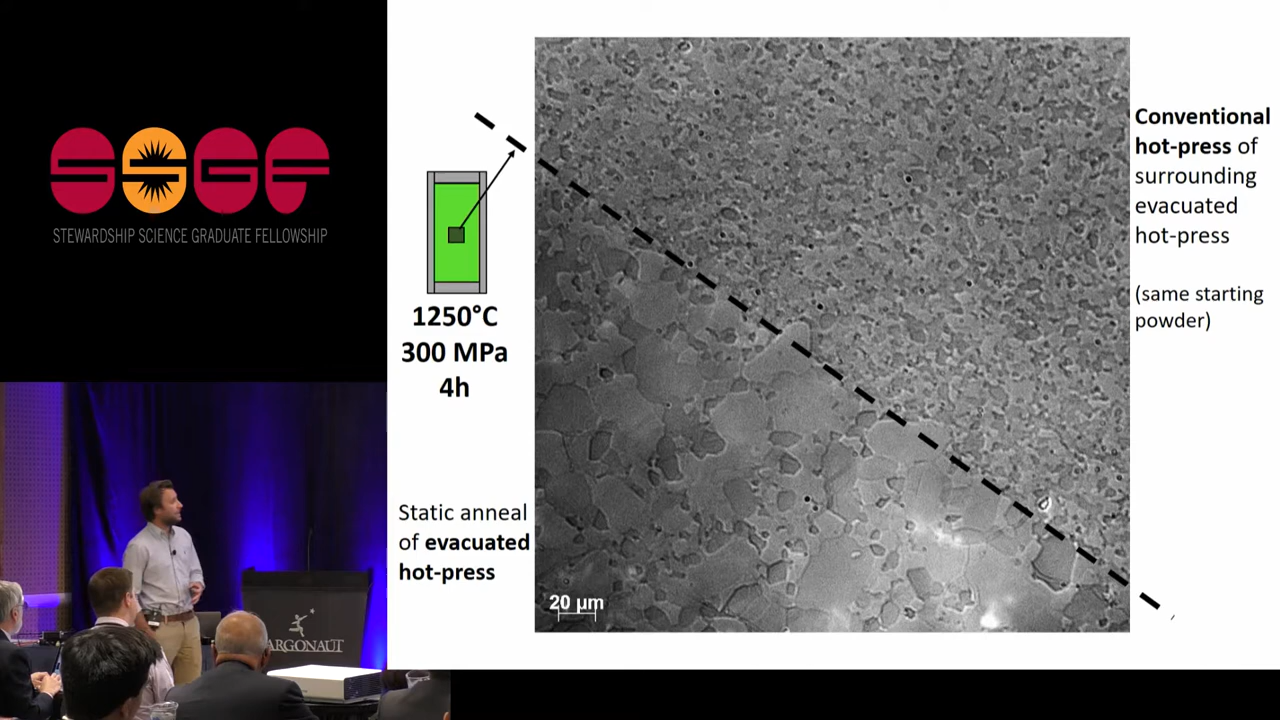 SSGF
STEWARDSHIP SCIENCE GRADUATE FELLOWSHIP
1250°C
300 MPa
4h
Static anneal
of evacuated
hot-press
20 µm
Conventional
hot-press of
surrounding
evacuated
hot-press
(same starting
powder)
ARGONAUT